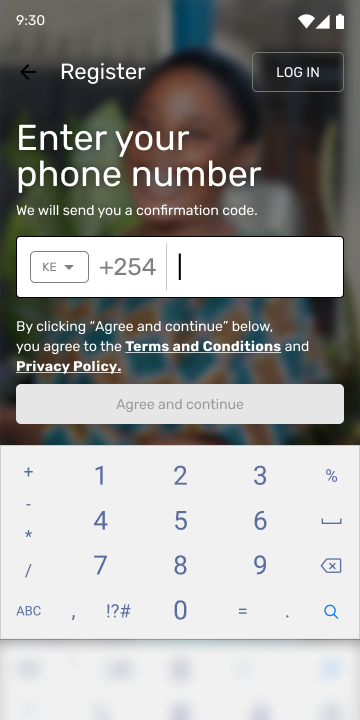 9:30
Register
LOG IN
Enter your
phone number
We will send you a confirmation code.
KE
+254
By clicking “Agree and continue” below,
you agree to the Terms and Conditions and
Privacy Policy.
Agree and continue
+ 1 2 3 %
-
4 5 6
*
7 8 9
/
ABC , !?# 0 = .